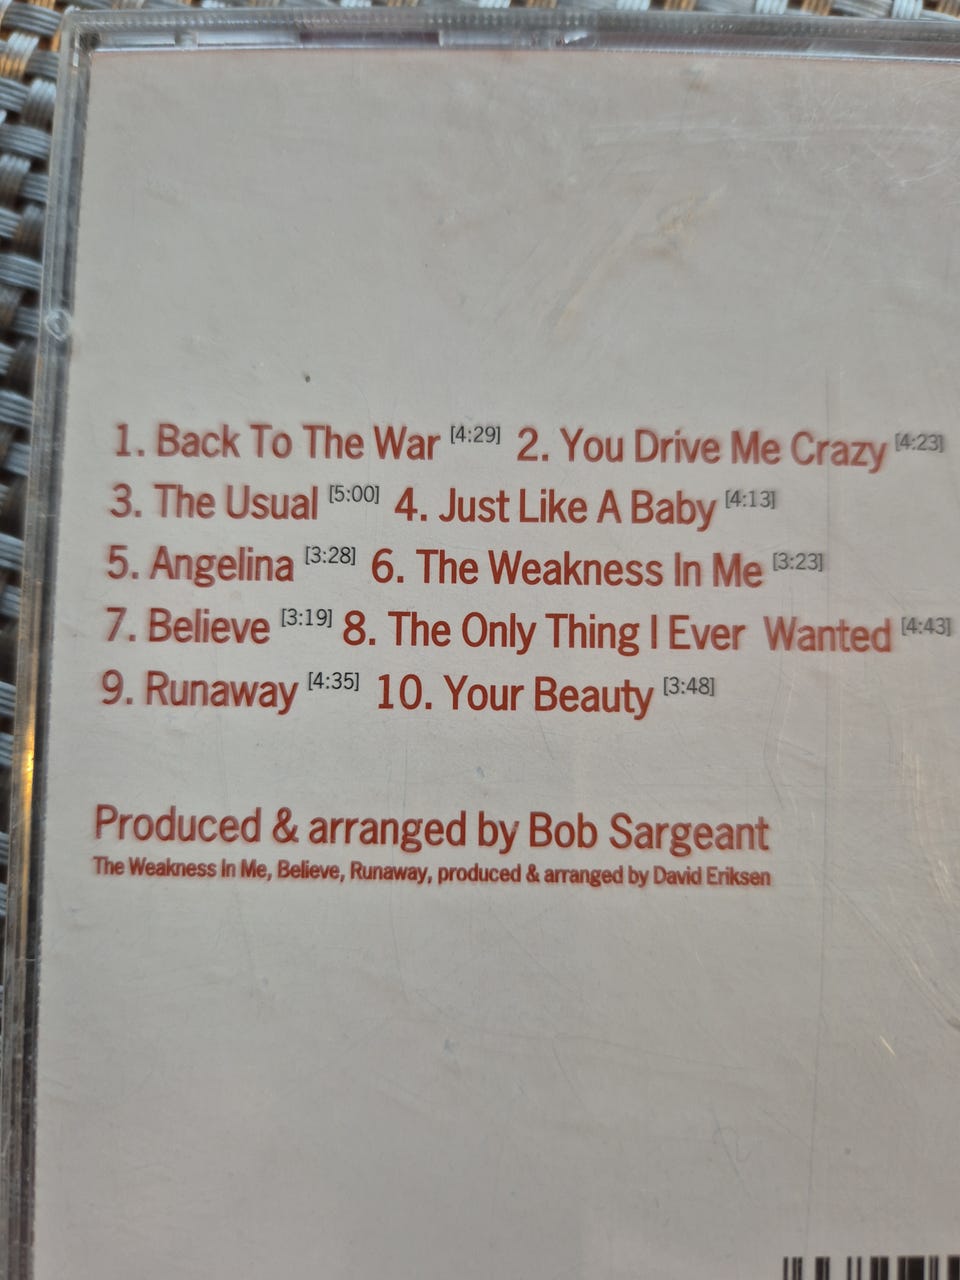 1. Back To The War [4:29] 2. You Drive Me Crazy [4:23]
3. The Usual [5:00] 4. Just Like A Baby [4:13]
5. Angelina [3:28] 6. The Weakness In Me [3:23]
7. Believe [3:19] 8. The Only Thing I Ever Wanted [4:43]
9. Runaway [4:35] 10. Your Beauty [3:48]
Produced & arranged by Bob Sargeant
The Weakness In Me, Believe, Runaway, produced & arranged by David Eriksen